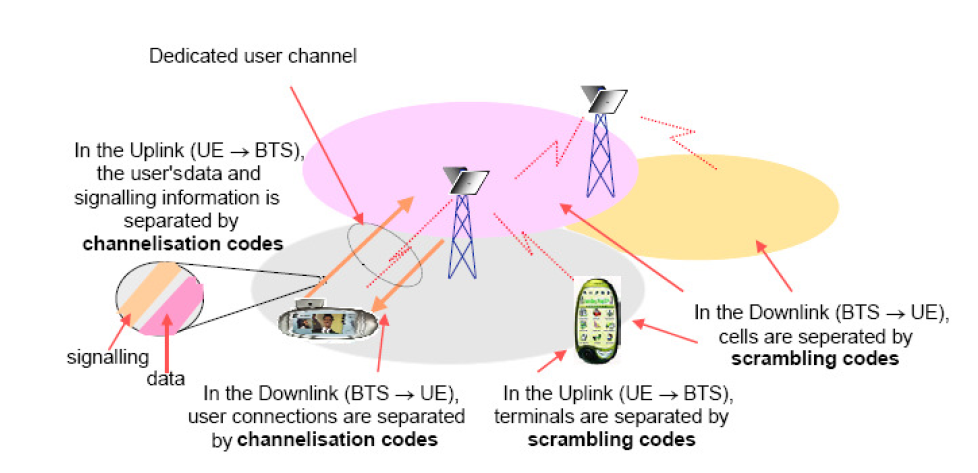 Dedicated user channel
In the Uplink (UE → BTS),
the user'sdata and
signalling information is
separated by
channelisation codes
signalling
data
In the Downlink (BTS → UE),
user connections are separated
by channelisation codes
In the Uplink (UE → BTS),
terminals are separated by
scrambling codes
In the Downlink (BTS → UE),
cells are seperated by
scrambling codes